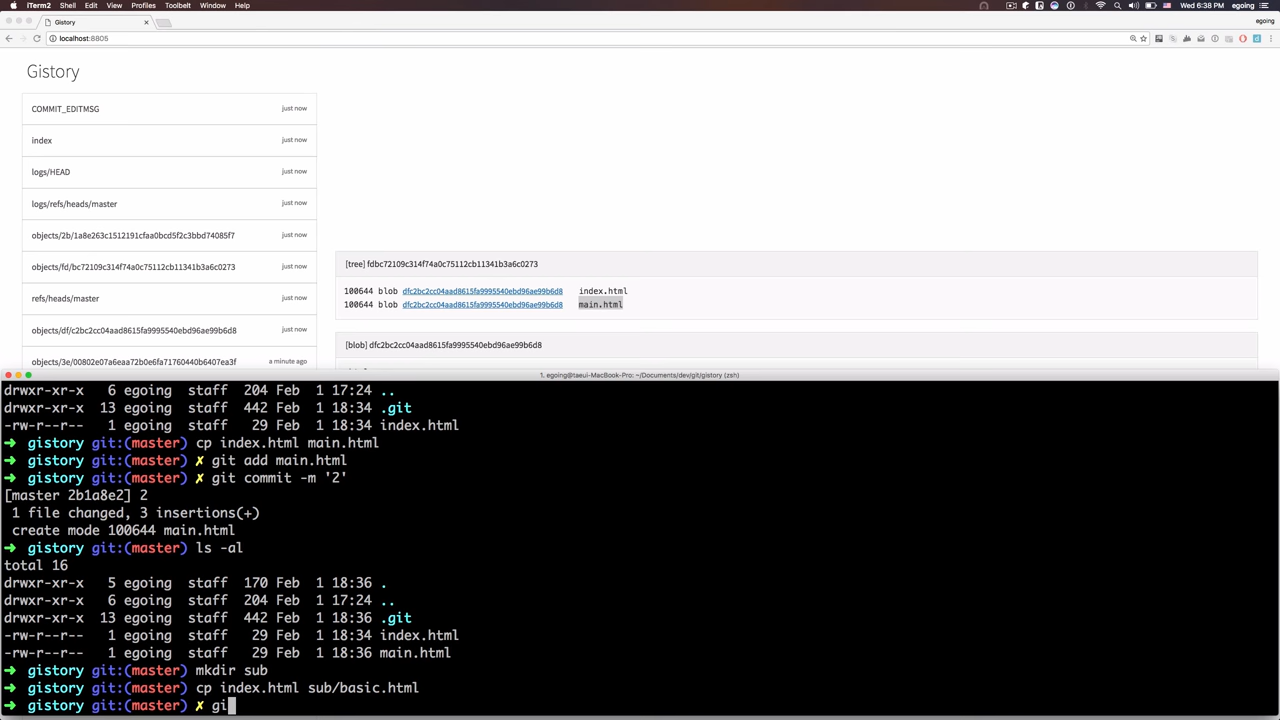 iTerm2 Shell Edit View Profiles Toolbelt Window Help
Wed 6:38 PM egoing
Gistory
egoing
localhost:8805
Gistory
COMMIT_EDITMSG just now
index just now
logs/HEAD just now
logs/refs/heads/master just now
objects/2b/1a8e263c1512191cfaa0bcd5f2c3bbd74085f7 just now
objects/fd/bc72109c314f74a0c75112cb11341b3a6c0273 just now
refs/heads/master just now
objects/df/c2bc2cc04aad8615fa9995540ebd96ae99b6d8 just now
objects/3e/00802e07a6eaa72b0e6fa71760440b6407ea3f a minute ago
[tree] fdbc72109c314f74a0c75112cb11341b3a6c0273
100644 blob dfc2bc2cc04aad8615fa9995540ebd96ae99b6d8 index.html
100644 blob dfc2bc2cc04aad8615fa9995540ebd96ae99b6d8 main.html
[blob] dfc2bc2cc04aad8615fa9995540ebd96ae99b6d8
1. egoing@taeui-MacBook-Pro: ~/Documents/dev/git/gistory (zsh)
drwxr-xr-x 6 egoing staff 204 Feb 1 17:24 ..
drwxr-xr-x 13 egoing staff 442 Feb 1 18:34 .git
-rw-r--r-- 1 egoing staff 29 Feb 1 18:34 index.html
➜ gistory git:(master) cp index.html main.html
➜ gistory git:(master) ✗ git add main.html
➜ gistory git:(master) ✗ git commit -m '2'
[master 2b1a8e2] 2
1 file changed, 3 insertions(+)
create mode 100644 main.html
➜ gistory git:(master) ls -al
total 16
drwxr-xr-x 5 egoing staff 170 Feb 1 18:36 .
drwxr-xr-x 6 egoing staff 204 Feb 1 17:24 ..
drwxr-xr-x 13 egoing staff 442 Feb 1 18:36 .git
-rw-r--r-- 1 egoing staff 29 Feb 1 18:34 index.html
-rw-r--r-- 1 egoing staff 29 Feb 1 18:36 main.html
➜ gistory git:(master) mkdir sub
➜ gistory git:(master) cp index.html sub/basic.html
➜ gistory git:(master) ✗ gi